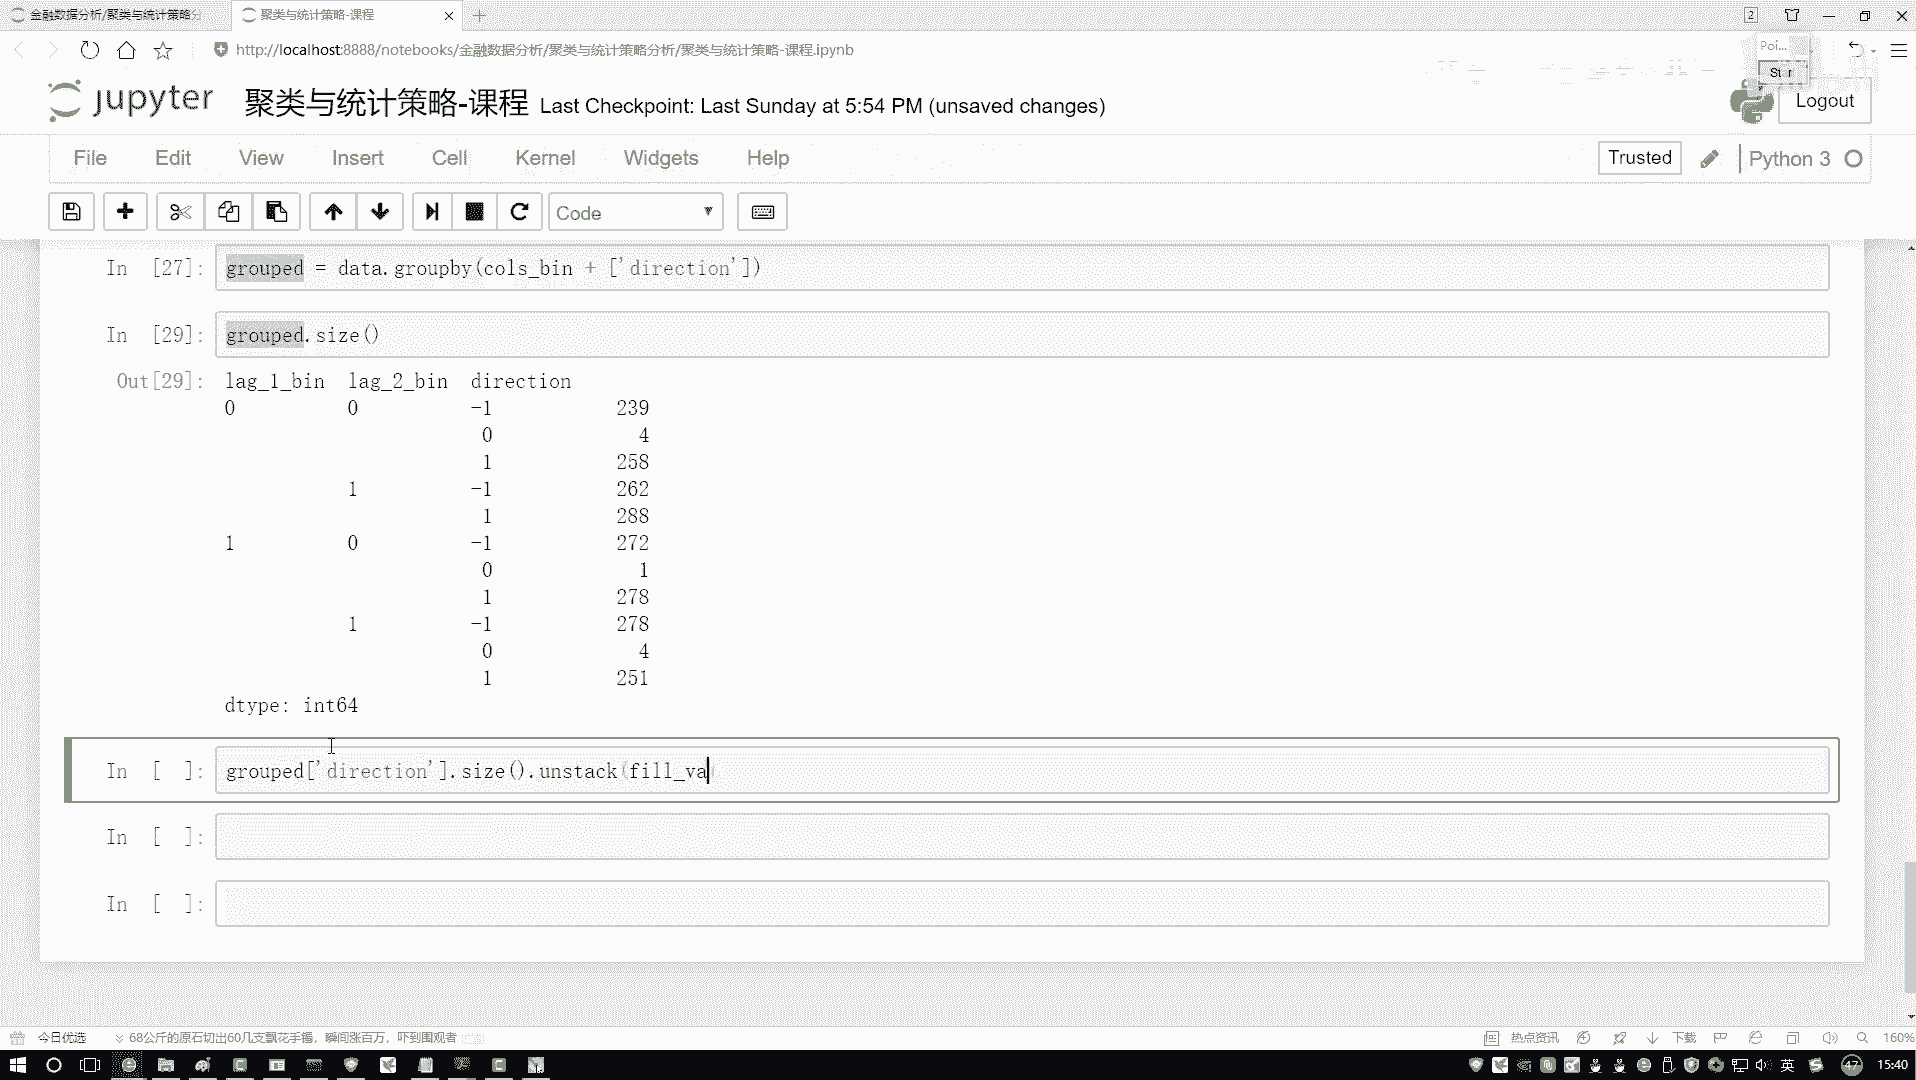 金融数据分析/聚类与统计策略分
聚类与统计策略-课程
2
http://localhost:8888/notebooks/金融数据分析/聚类与统计策略分析/聚类与统计策略-课程.ipynb
Poi...
jupyter 聚类与统计策略-课程 Last Checkpoint: Last Sunday at 5:54 PM (unsaved changes)
Logout
File Edit View Insert Cell Kernel Widgets Help
Trusted Python 3
Code
In [27]: grouped = data.groupby(cols_bin + ['direction'])
In [29]: grouped.size()
Out[29]: lag_1_bin lag_2_bin direction
0 0 -1 239
0 4
1 258
1 -1 262
1 288
1 0 -1 272
0 1
1 278
1 -1 278
0 4
1 251
dtype: int64
In [ ]: grouped['direction'].size().unstack(fill_va)
In [ ]:
In [ ]:
今日优选 68公斤的原石切出60几支飘花手镯，瞬间涨百万，吓到围观者
热点资讯 下载 160%
英 47 15:40